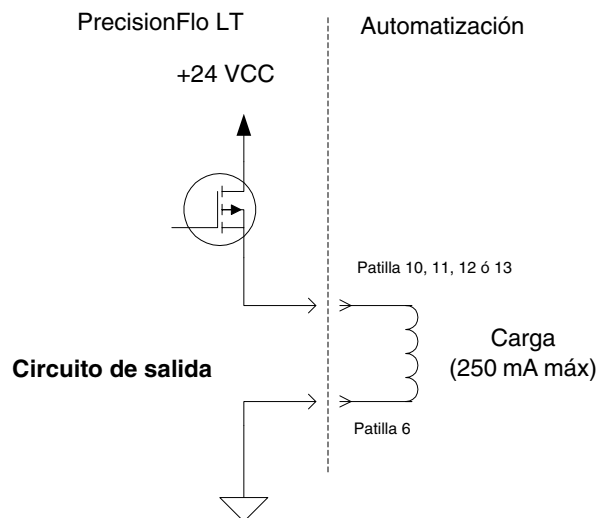 PrecisionFlo LT
Automatización
+24 VCC
Patilla 10, 11, 12 ó 13
Circuito de salida
Carga
(250 mA máx)
Patilla 6